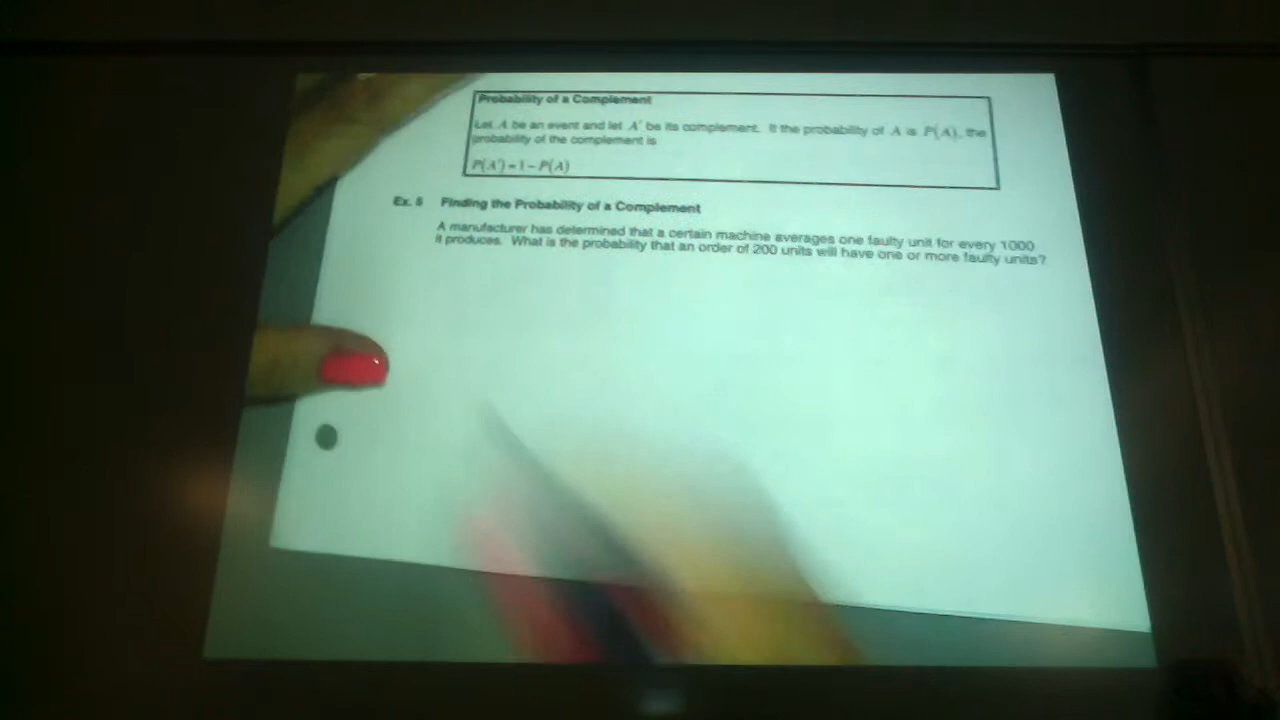 Probability of a Complement
Let A be an event and let A' be its complement. If the probability of A is P(A), the
probability of the complement is
P(A')=1−P(A)
Ex. 5 Finding the Probability of a Complement
A manufacturer has determined that a certain machine averages one faulty unit for every 1000
it produces. What is the probability that an order of 200 units will have one or more faulty units?